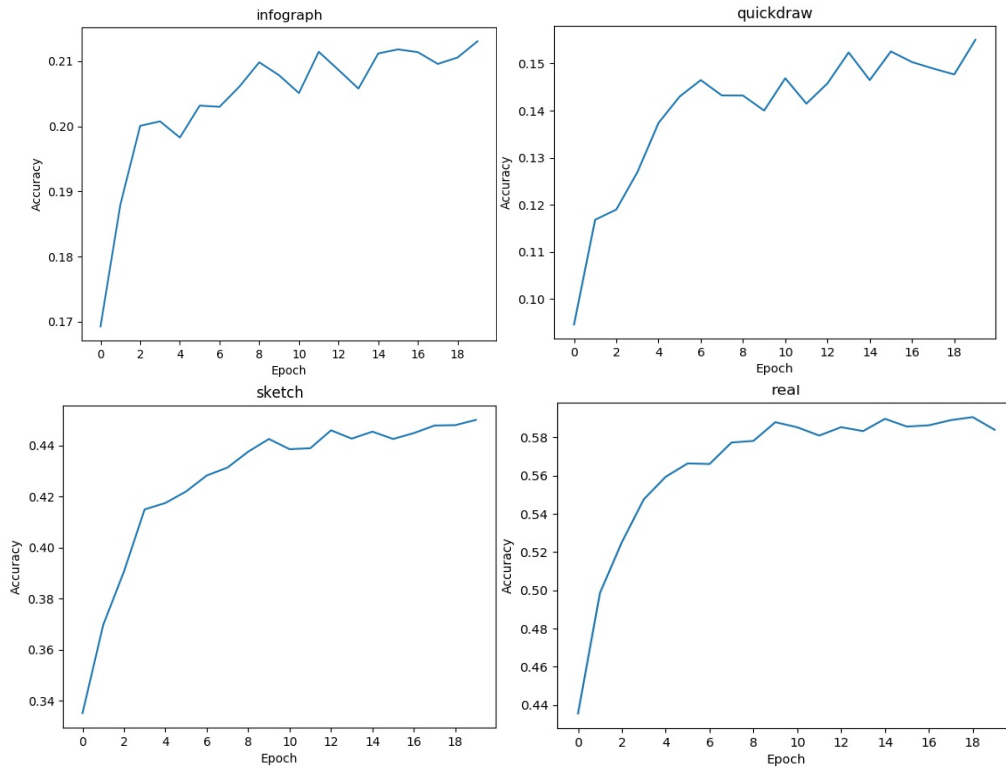 infograph
Accuracy
0.21
0.20
0.19
0.18
0.17
0 2 4 6 8 10 12 14 16 18
Epoch
quickdraw
Accuracy
0.15
0.14
0.13
0.12
0.11
0.10
0 2 4 6 8 10 12 14 16 18
Epoch
sketch
Accuracy
0.44
0.42
0.40
0.38
0.36
0.34
0 2 4 6 8 10 12 14 16 18
Epoch
real
Accuracy
0.58
0.56
0.54
0.52
0.50
0.48
0.46
0.44
0 2 4 6 8 10 12 14 16 18
Epoch